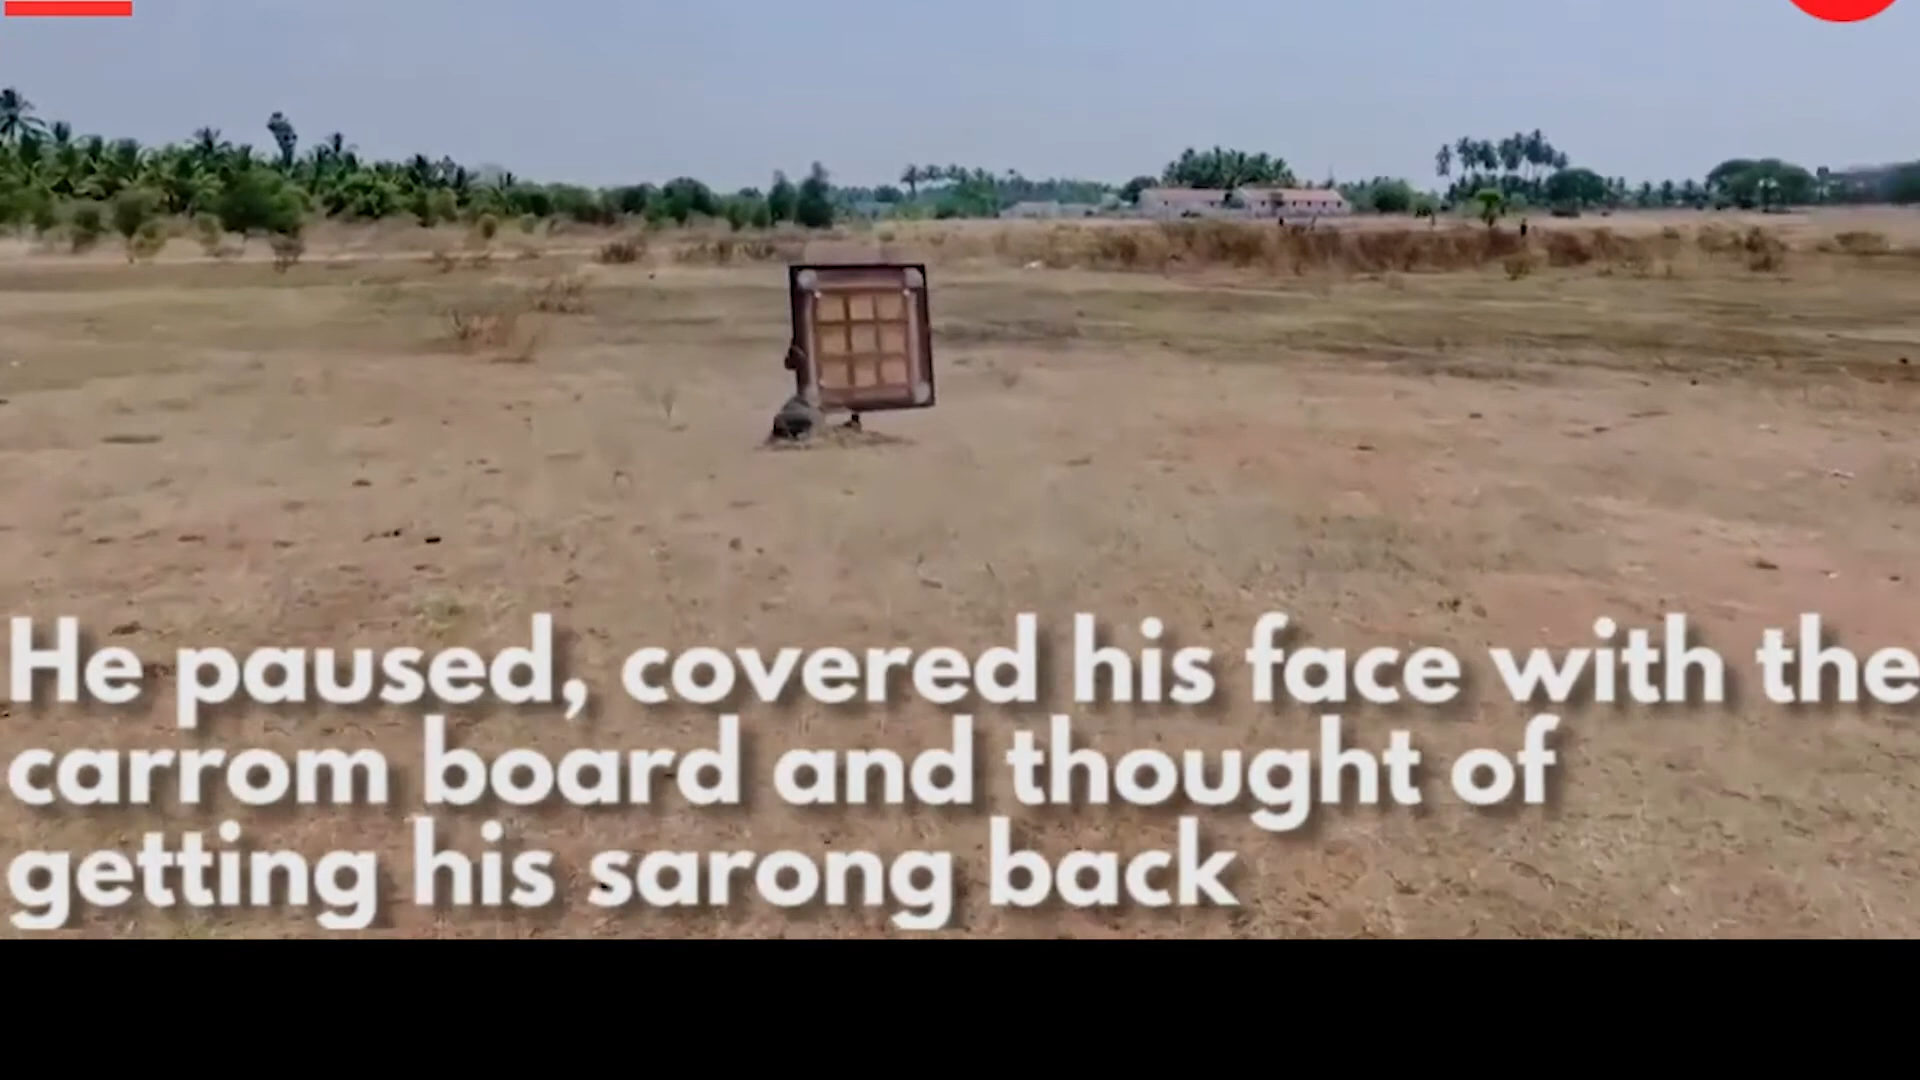 He paused, covered his face with the
carrom board and thought of
getting his sarong back